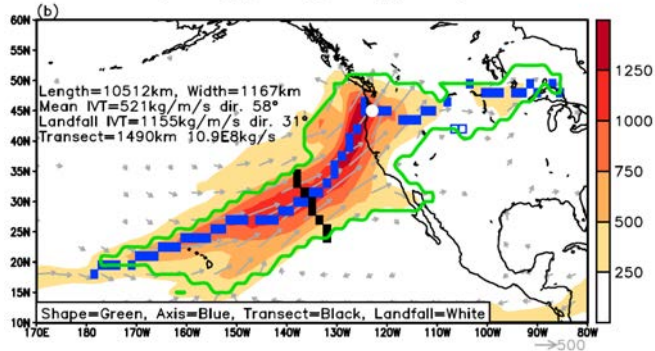 (b)
60N
55N
50N
45N
40N
35N
30N
25N
20N
15N
10N
Length=10512km, Width=1167km
Mean IVT=521kg/m/s dir. 58°
Landfall IVT=1155kg/m/s dir. 31°
Transect=1490km 10.9E8kg/s
Shape=Green, Axis=Blue, Transect=Black, Landfall=White
170E 180 170W 160W 150W 140W 130W 120W 110W 100W 90W 80W
1250
1000
750
500
250
500